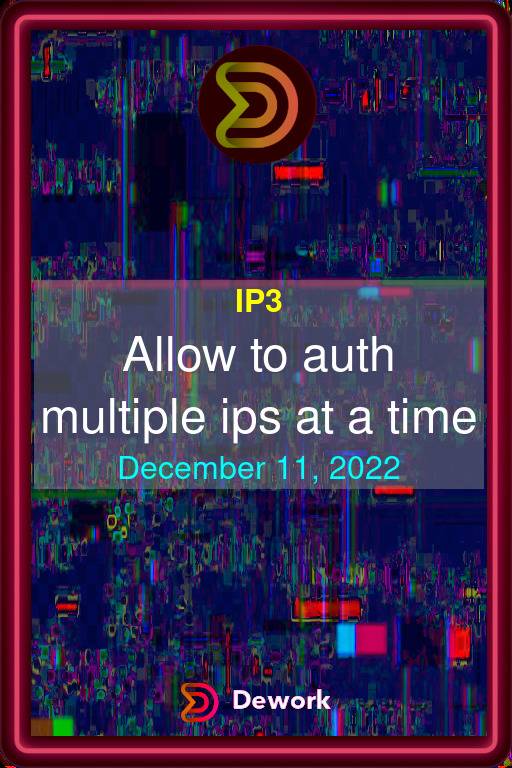 IP3
Allow to auth
multiple ips at a time
December 11, 2022
Dework